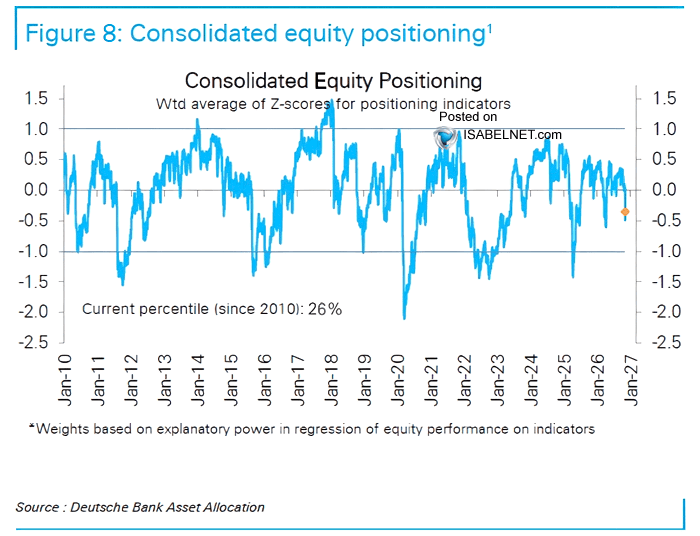 Figure 8: Consolidated equity positioning¹
Consolidated Equity Positioning
Wtd average of Z-scores for positioning indicators
Posted on
ISABELNET.com
1.5 1.5
1.0 1.0
0.5 0.5
0.0 0.0
-0.5 -0.5
-1.0 -1.0
-1.5 -1.5
-2.0 -2.0
-2.5 -2.5
Current percentile (since 2010): 26%
Jan-10 Jan-11 Jan-12 Jan-13 Jan-14 Jan-15 Jan-16 Jan-17 Jan-18 Jan-19 Jan-20 Jan-21 Jan-22 Jan-23 Jan-24 Jan-25 Jan-26 Jan-27
*Weights based on explanatory power in regression of equity performance on indicators
Source : Deutsche Bank Asset Allocation